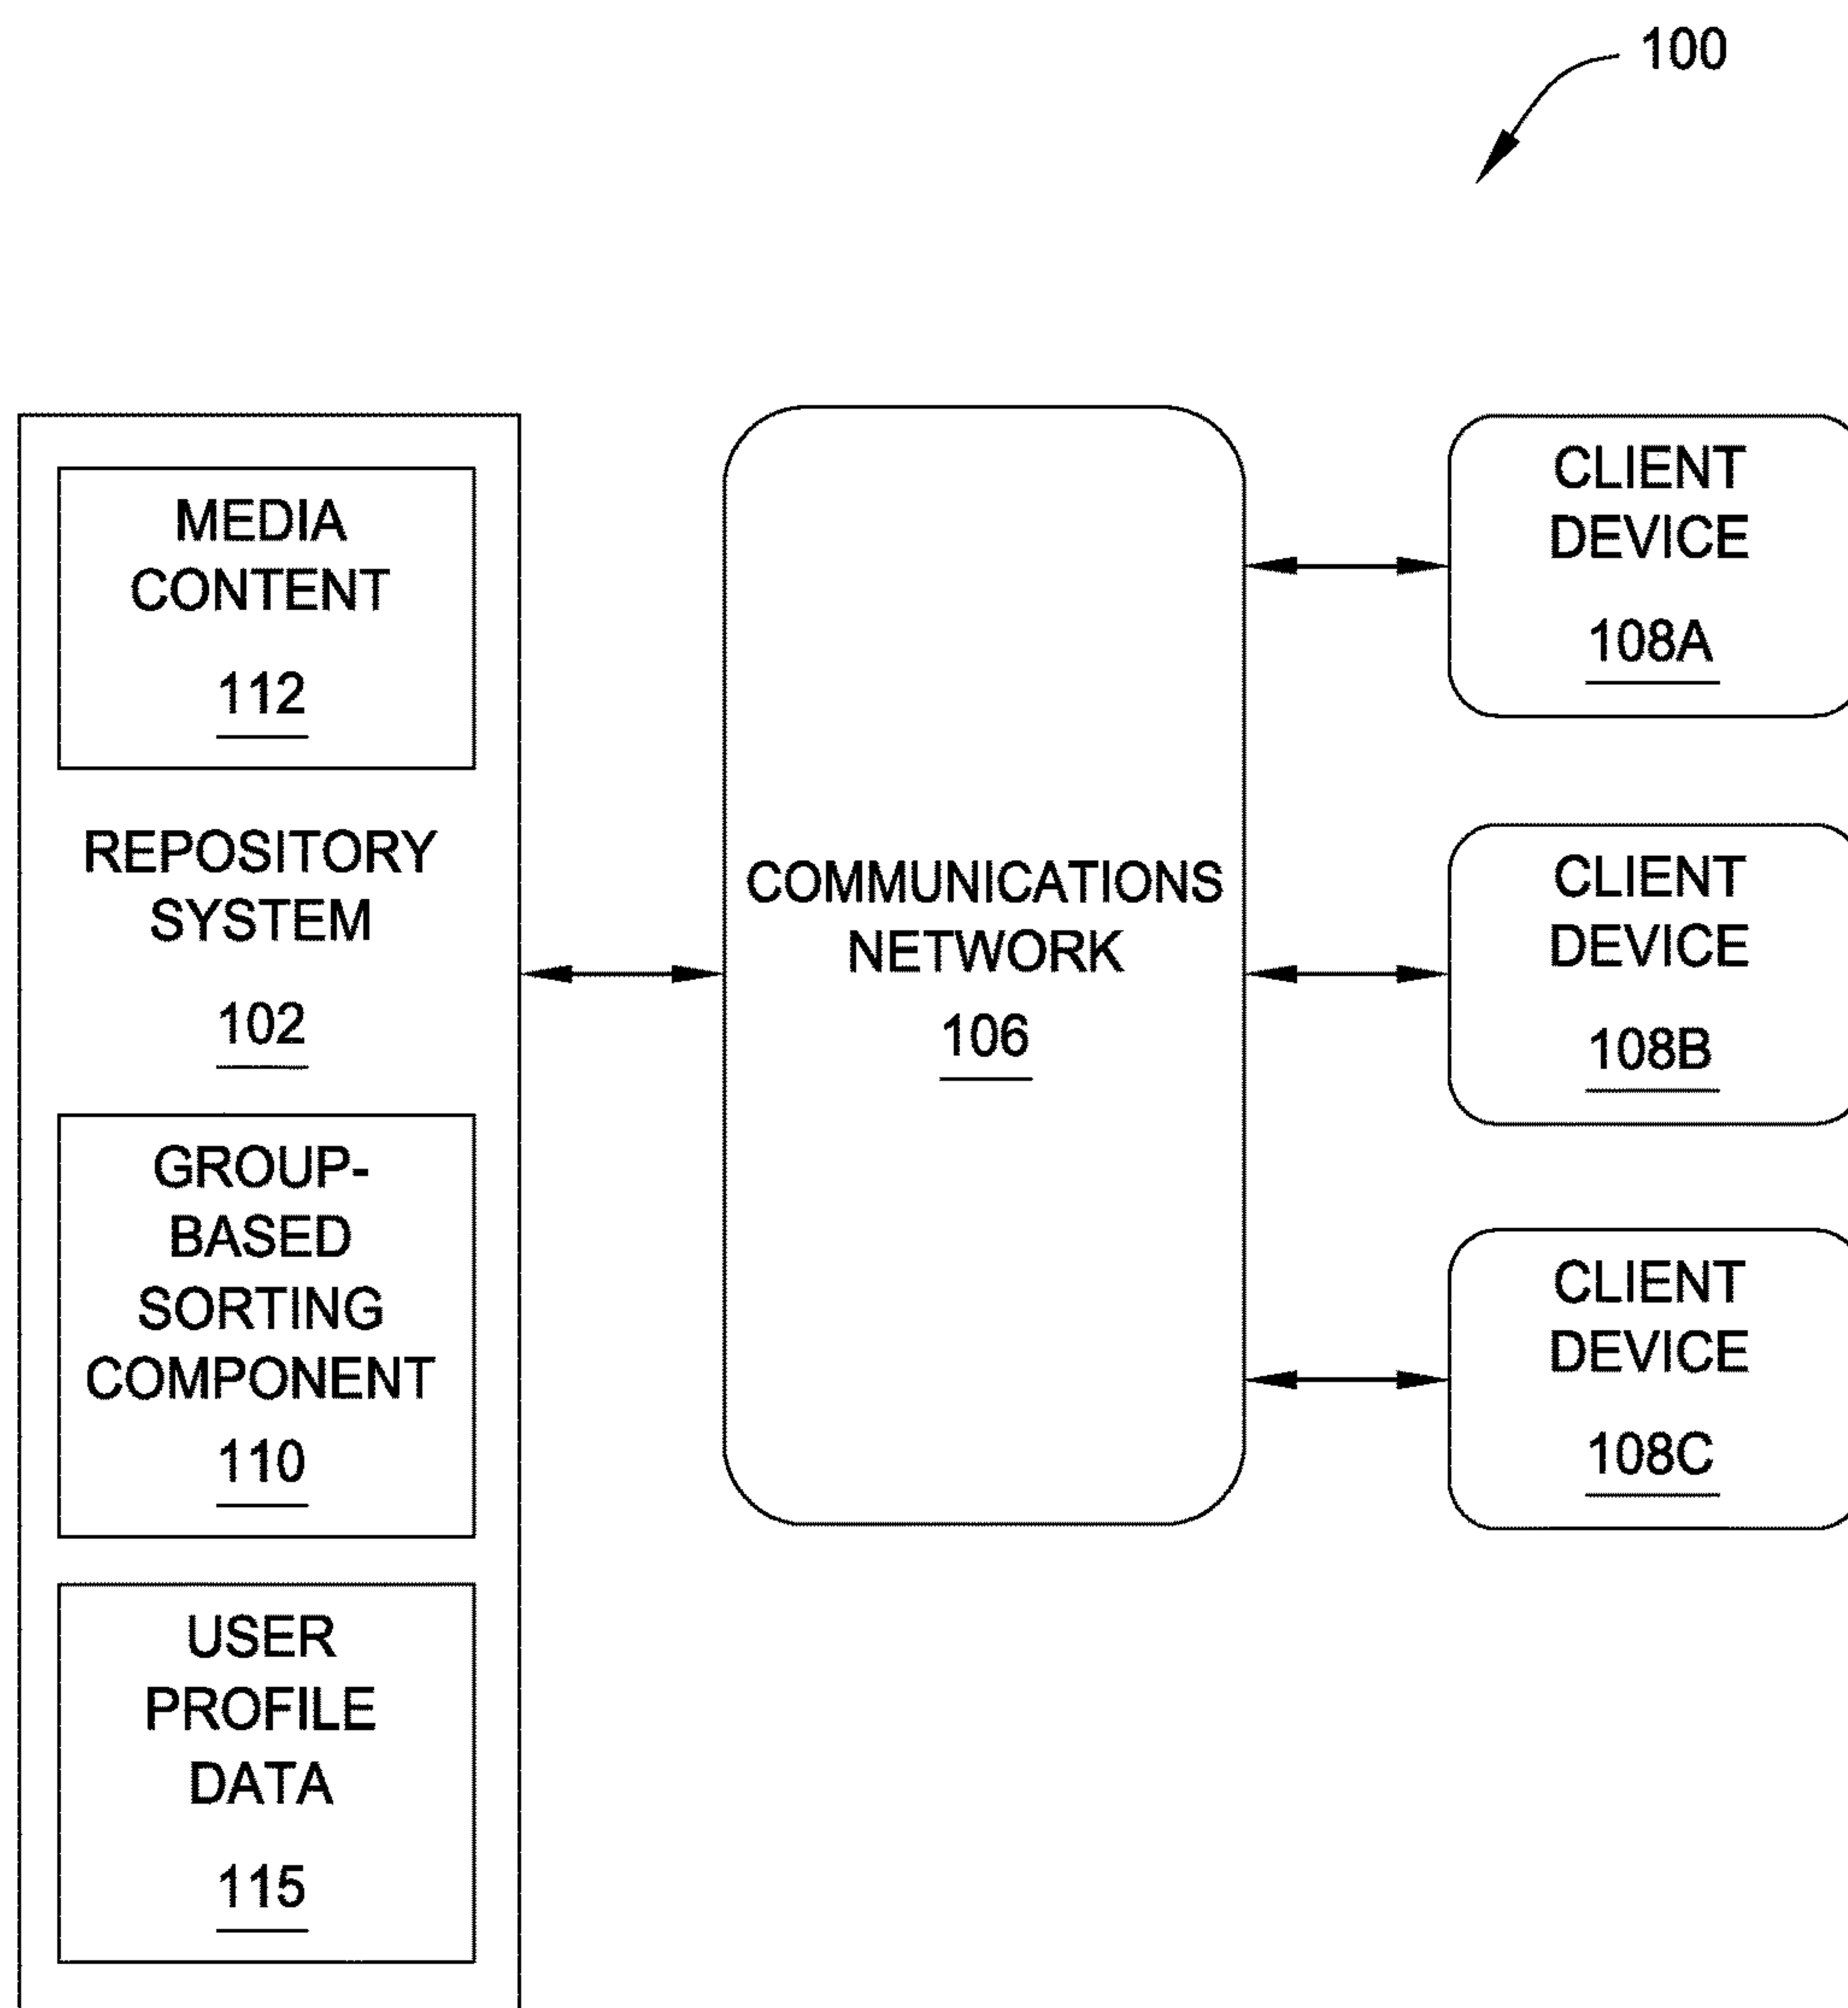 100
MEDIA
CONTENT
112
REPOSITORY
SYSTEM
102
GROUP-
BASED
SORTING
COMPONENT
110
USER
PROFILE
DATA
115
COMMUNICATIONS
NETWORK
106
CLIENT
DEVICE
108A
CLIENT
DEVICE
108B
CLIENT
DEVICE
108C